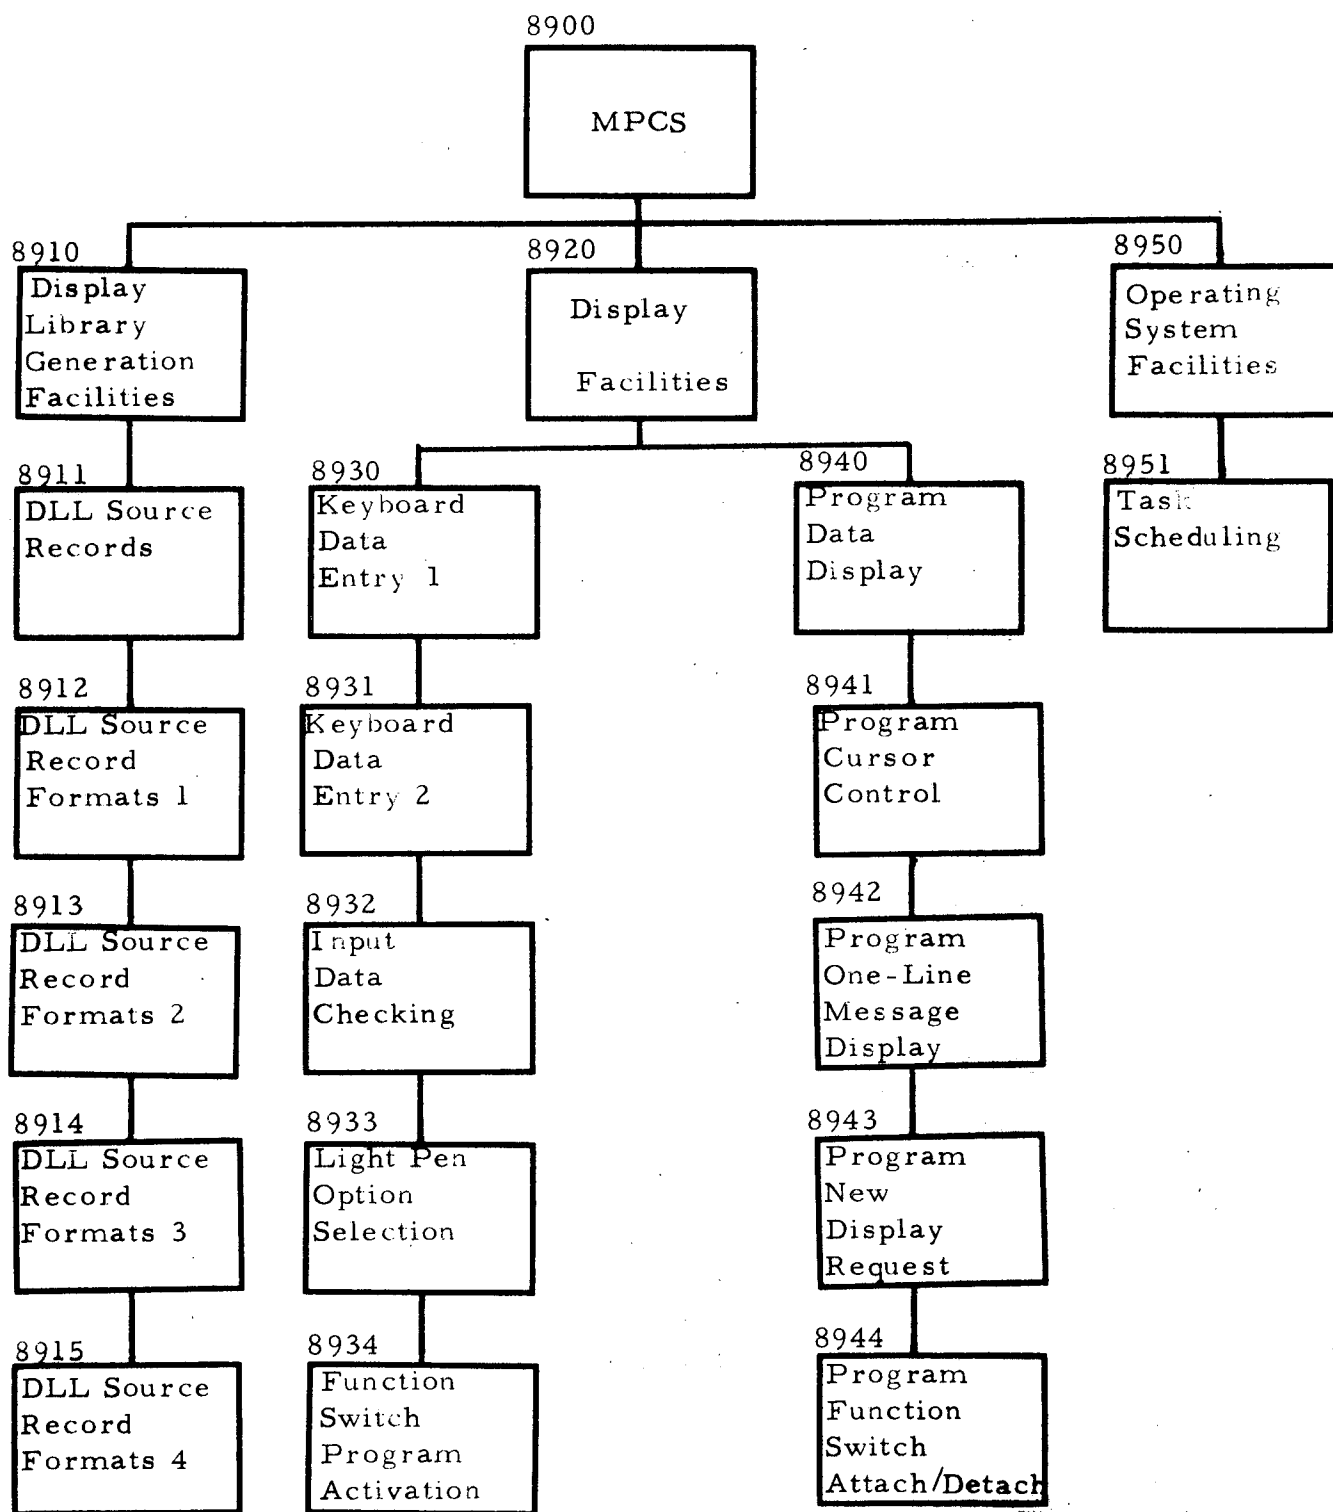 8900
MPCS
8910
Display
Library
Generation
Facilities
8920
Display
Facilities
8950
Operating
System
Facilities
8911
DLL Source
Records
8930
Keyboard
Data
Entry 1
8940
Program
Data
Display
8951
Task
Scheduling
8912
DLL Source
Record
Formats 1
8931
Keyboard
Data
Entry 2
8941
Program
Cursor
Control
8913
DLL Source
Record
Formats 2
8932
Input
Data
Checking
8942
Program
One-Line
Message
Display
8914
DLL Source
Record
Formats 3
8933
Light Pen
Option
Selection
8943
Program
New
Display
Request
8915
DLL Source
Record
Formats 4
8934
Function
Switch
Program
Activation
8944
Program
Function
Switch
Attach/Detach